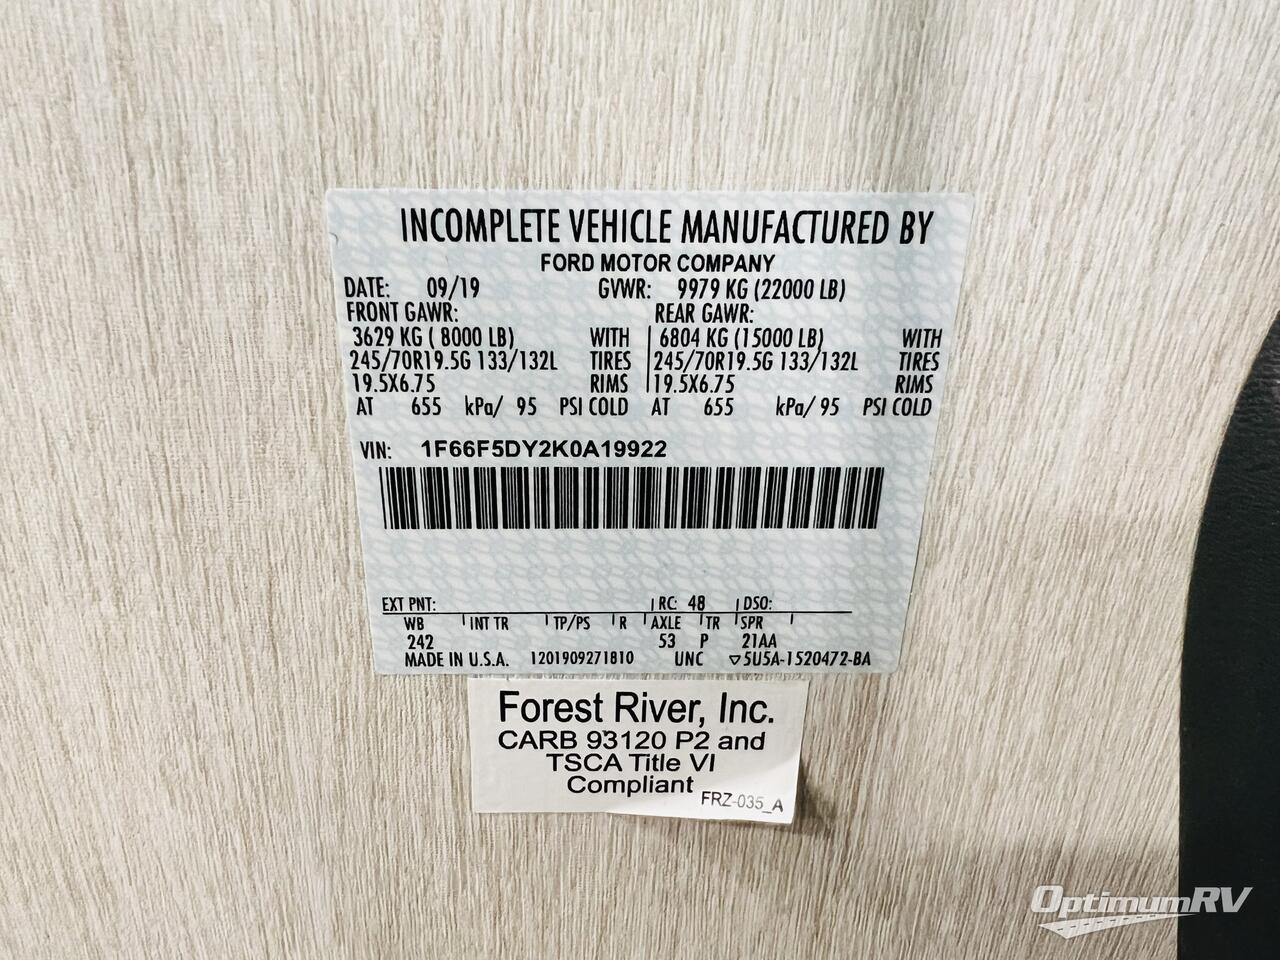 INCOMPLETE VEHICLE MANUFACTURED BY
FORD MOTOR COMPANY
DATE: 09/19 GVWR: 9979 KG (22000 LB)
FRONT GAWR: REAR GAWR:
3629 KG ( 8000 LB) WITH 6804 KG (15000 LB) WITH
245/70R19.5G 133/132L TIRES 245/70R19.5G 133/132L TIRES
19.5X6.75 RIMS 19.5X6.75 RIMS
AT 655 kPa/ 95 PSI COLD AT 655 kPa/ 95 PSI COLD
VIN: 1F66F5DY2K0A19922
EXT PNT: RC: 48 DSO:
WB INT TR TP/PS R AXLE TR SPR
242 53 P 21AA
MADE IN U.S.A. 1201909271810 UNC ▽5U5A-1520472-BA
Forest River, Inc.
CARB 93120 P2 and
TSCA Title VI
Compliant
FRZ-035_A
OptimumRV